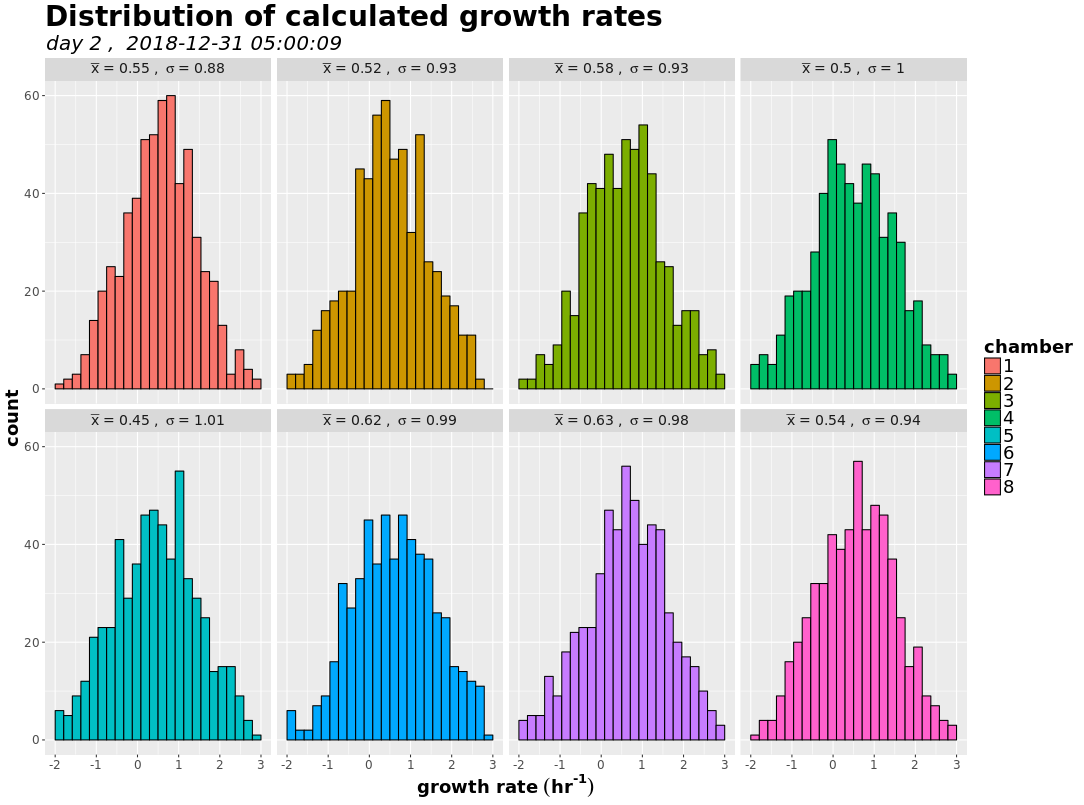 Distribution of calculated growth rates
day 2 ,  2018-12-31 05:00:09
x̅ = 0.55 ,  σ = 0.88
x̅ = 0.52 ,  σ = 0.93
x̅ = 0.58 ,  σ = 0.93
x̅ = 0.5 ,  σ = 1
60
40
20
0
count
x̅ = 0.45 ,  σ = 1.01
x̅ = 0.62 ,  σ = 0.99
x̅ = 0.63 ,  σ = 0.98
x̅ = 0.54 ,  σ = 0.94
60
40
20
0
-2 -1 0 1 2 3
-2 -1 0 1 2 3
-2 -1 0 1 2 3
-2 -1 0 1 2 3
growth rate (hr⁻¹)
chamber
1
2
3
4
5
6
7
8